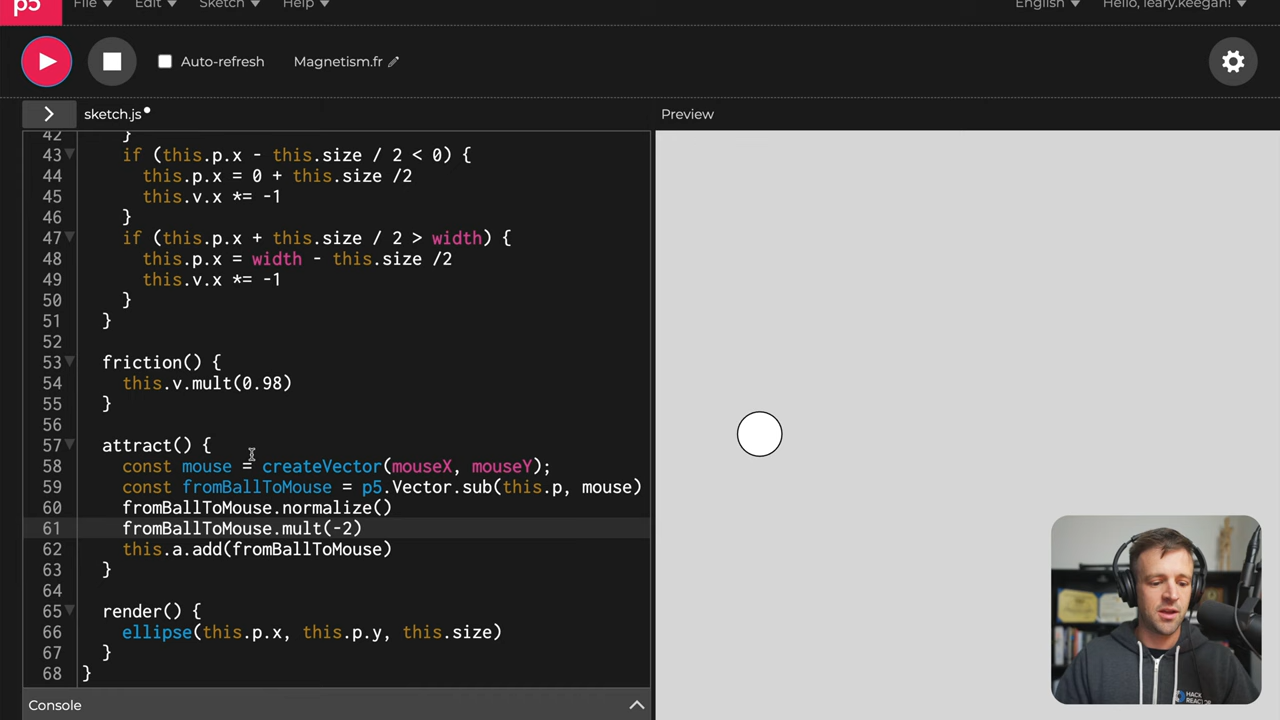 p5 File Edit Sketch Help English Hello, leary.keegan!
Auto-refresh Magnetism.fr
> sketch.js Preview
42 }
43 if (this.p.x - this.size / 2 < 0) {
44 this.p.x = 0 + this.size /2
45 this.v.x *= -1
46 }
47 if (this.p.x + this.size / 2 > width) {
48 this.p.x = width - this.size /2
49 this.v.x *= -1
50 }
51 }
52
53 friction() {
54 this.v.mult(0.98)
55 }
56
57 attract() {
58 const mouse = createVector(mouseX, mouseY);
59 const fromBallToMouse = p5.Vector.sub(this.p, mouse)
60 fromBallToMouse.normalize()
61 fromBallToMouse.mult(-2)
62 this.a.add(fromBallToMouse)
63 }
64
65 render() {
66 ellipse(this.p.x, this.p.y, this.size)
67 }
68 }
HACK
REACTOR
Console